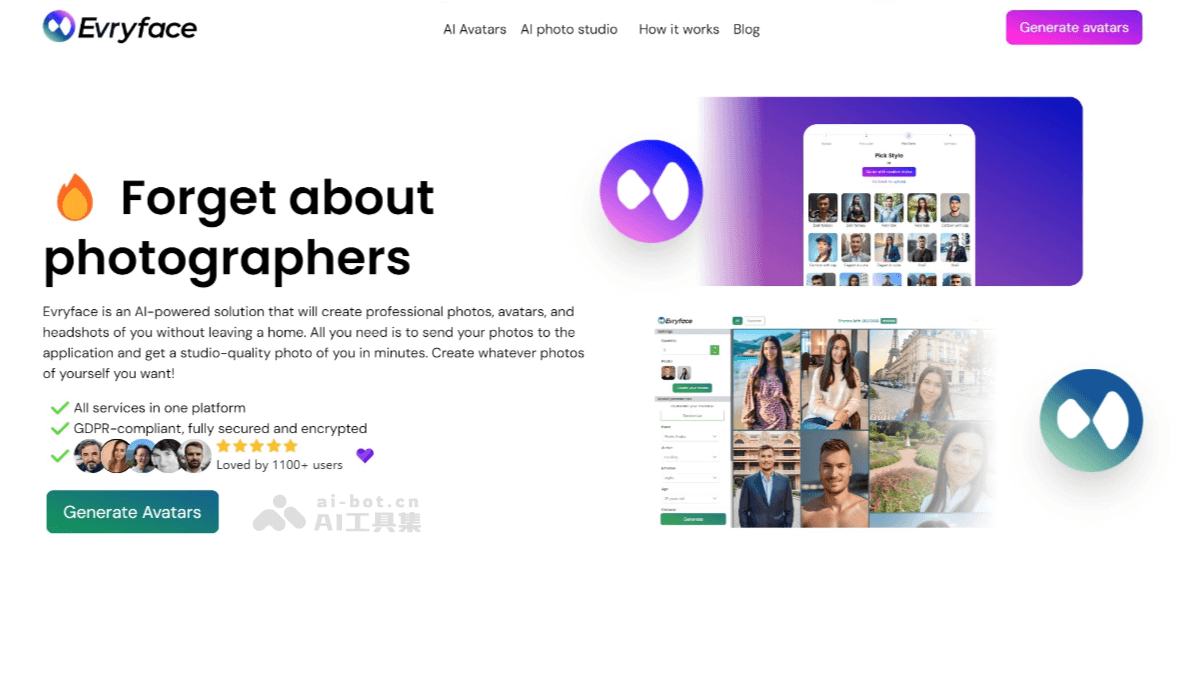 Evryface
AI Avatars
AI photo studio
How it works
Blog
Generate avatars
🔥 Forget about
photographers
Evryface is an AI-powered solution that will create professional photos, avatars, and
headshots of you without leaving a home. All you need is to send your photos to the
application and get a studio-quality photo of you in minutes. Create whatever photos
of yourself you want!
All services in one platform
GDPR-compliant, fully secured and encrypted
Loved by 1100+ users
Generate Avatars
ai-bot.cn
AI工具集
Pick Style
Evryface
Generate